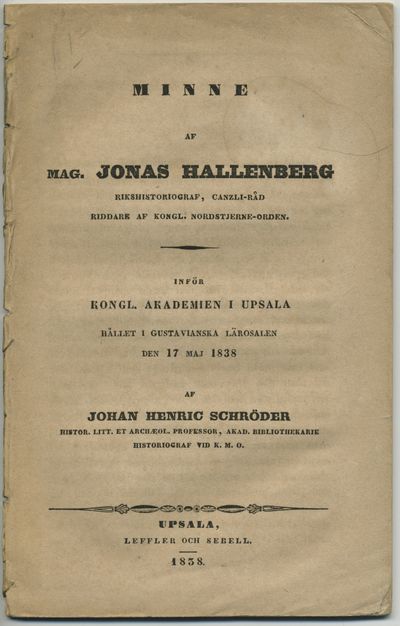 MINNE
AF
MAG. JONAS HALLENBERG
RIKSHISTORIOGRAF, CANZLI-RÅD
RIDDARE AF KONGL. NORDSTJERNE-ORDEN.
INFÖR
KONGL. AKADEMIEN I UPSALA
HÅLLET I GUSTAVIANSKA LÄROSALEN
DEN 17 MAJ 1838
AF
JOHAN HENRIC SCHRÖDER
HISTOR. LITT. ET ARCHÆOL. PROFESSOR, AKAD. BIBLIOTHEKARIE
HISTORIOGRAF VID K. M. O.
UPSALA,
LEFFLER OCH SEBELL.
1838.